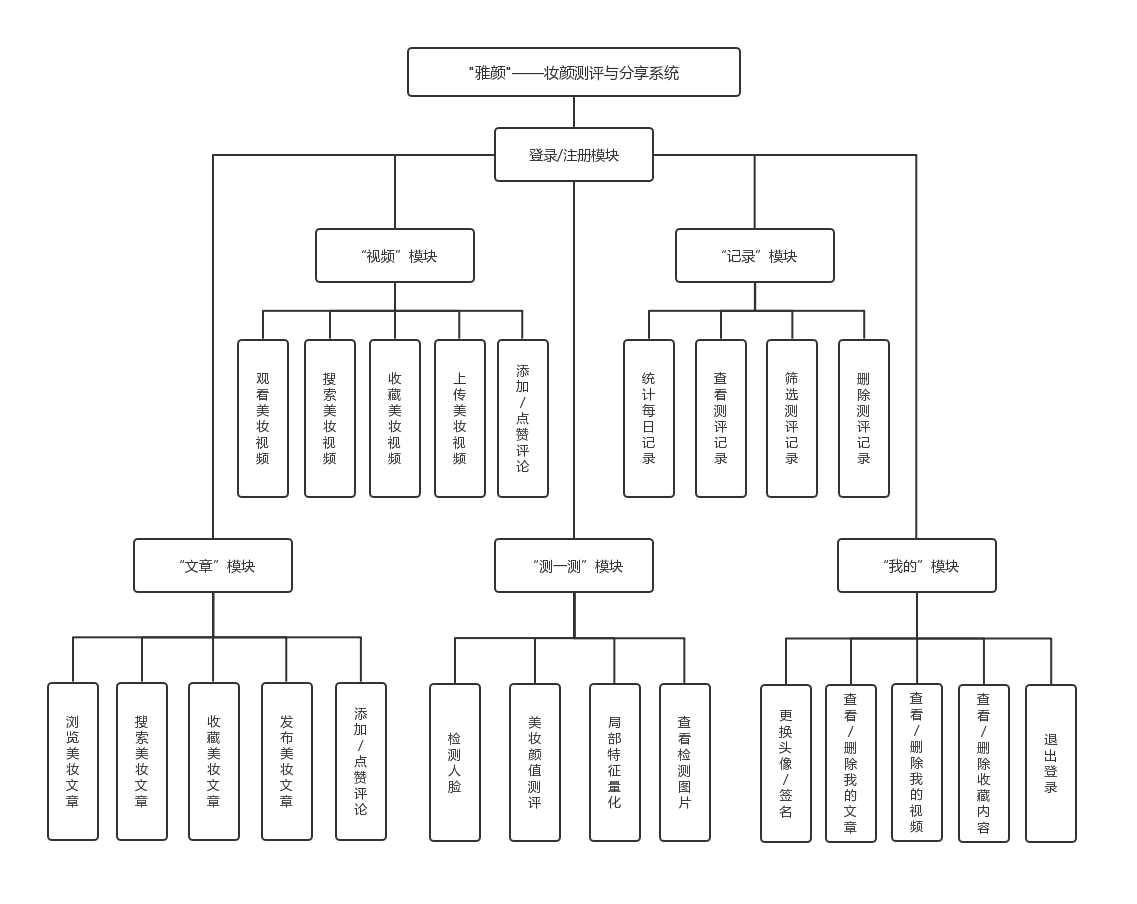 "雅颜"——妆颜测评与分享系统
登录/注册模块
“视频”模块
“记录”模块
观看美妆视频
搜索美妆视频
收藏美妆视频
上传美妆视频
添加/点赞评论
统计每日记录
查看测评记录
筛选测评记录
删除测评记录
“文章”模块
“测一测”模块
“我的”模块
浏览美妆文章
搜索美妆文章
收藏美妆文章
发布美妆文章
添加/点赞评论
检测人脸
美妆颜值测评
局部特征量化
查看检测图片
更换头像/签名
查看/删除我的文章
查看/删除我的视频
查看/删除收藏内容
退出登录